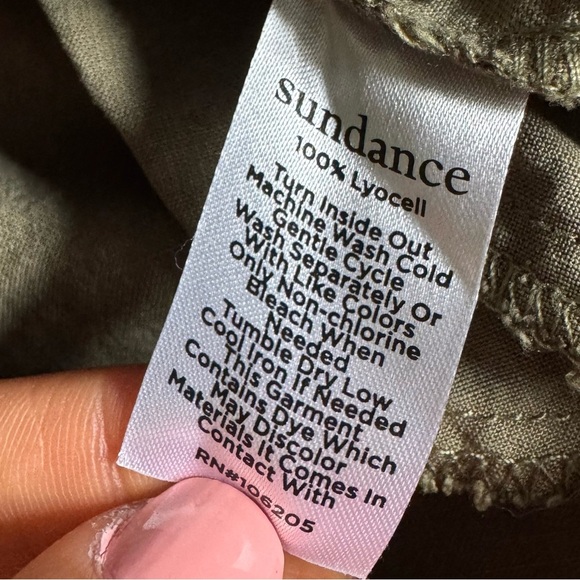 sundance
100% Lyocell
Turn Inside Out
Machine Wash Cold
Gentle Cycle
Wash Separately Or
With Like Colors
Only Non-chlorine
Bleach When
Needed
Tumble Dry Low
Cool Iron If Needed
This Garment
Contains Dye Which
May Discolor
Materials It Comes In
Contact With
RN#106205